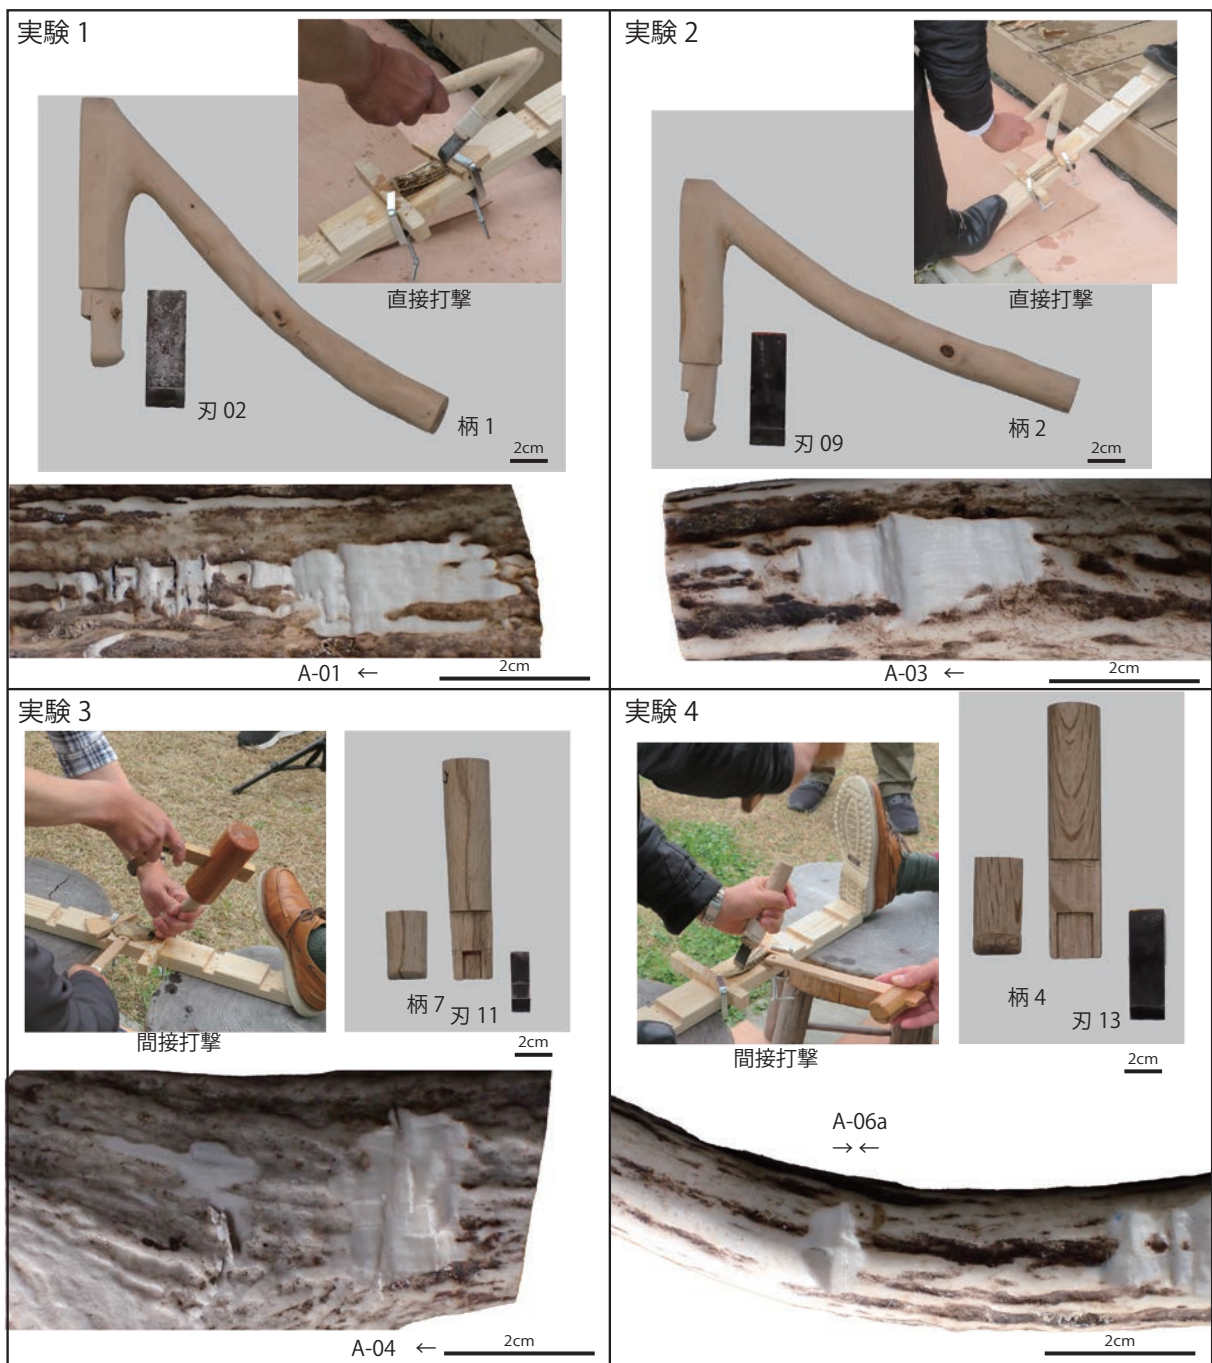 実験 1
直接打撃
刃 02
柄 1
2cm
A-01 ←
2cm
実験 2
直接打撃
刃 09
柄 2
2cm
A-03 ←
2cm
実験 3
間接打撃
柄 7
刃 11
2cm
A-04 ←
2cm
実験 4
間接打撃
柄 4
刃 13
2cm
A-06a
→←
2cm